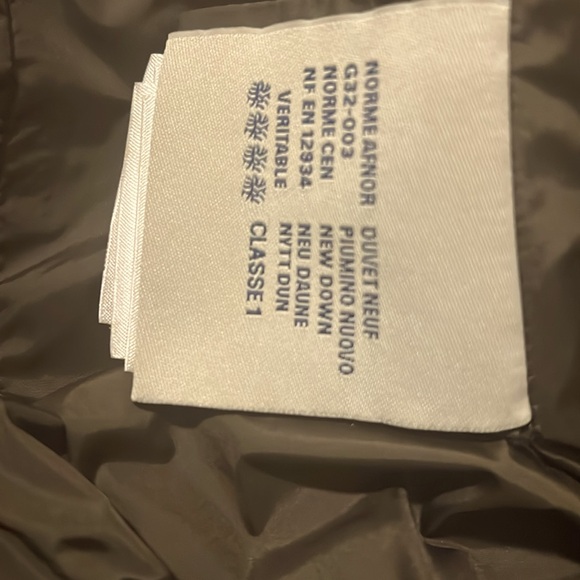 NORME AFNOR DUVET NEUF
G32-003 PIUMINO NUOVO
NORME CEN NEW DOWN
NF EN 12934 NEU DAUNE
VERITABLE NYTT DUN
CLASSE 1